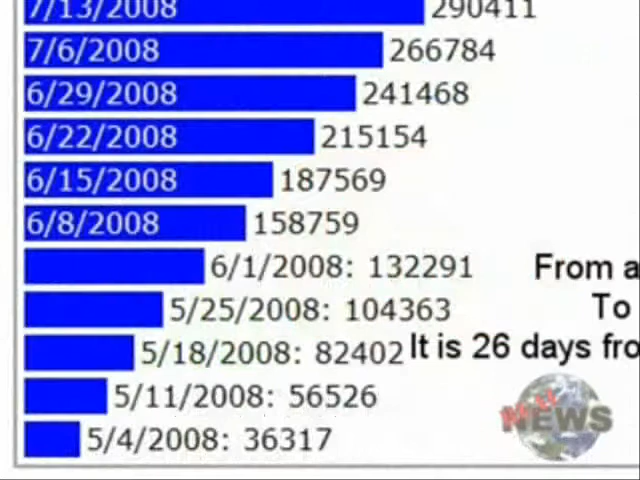 7/13/2008 290411
7/6/2008 266784
6/29/2008 241468
6/22/2008 215154
6/15/2008 187569
6/8/2008 158759
6/1/2008: 132291 From a
5/25/2008: 104363 To
5/18/2008: 82402 It is 26 days fro
5/11/2008: 56526
5/4/2008: 36317
NEWS